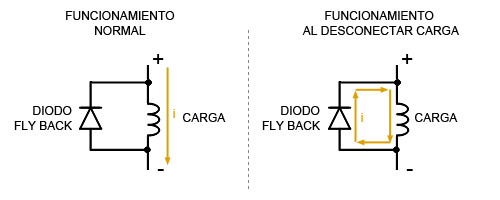 FUNCIONAMIENTO
NORMAL
+
DIODO
FLY BACK
i
CARGA
-
FUNCIONAMIENTO
AL DESCONECTAR CARGA
+
DIODO
FLY BACK
i
CARGA
-